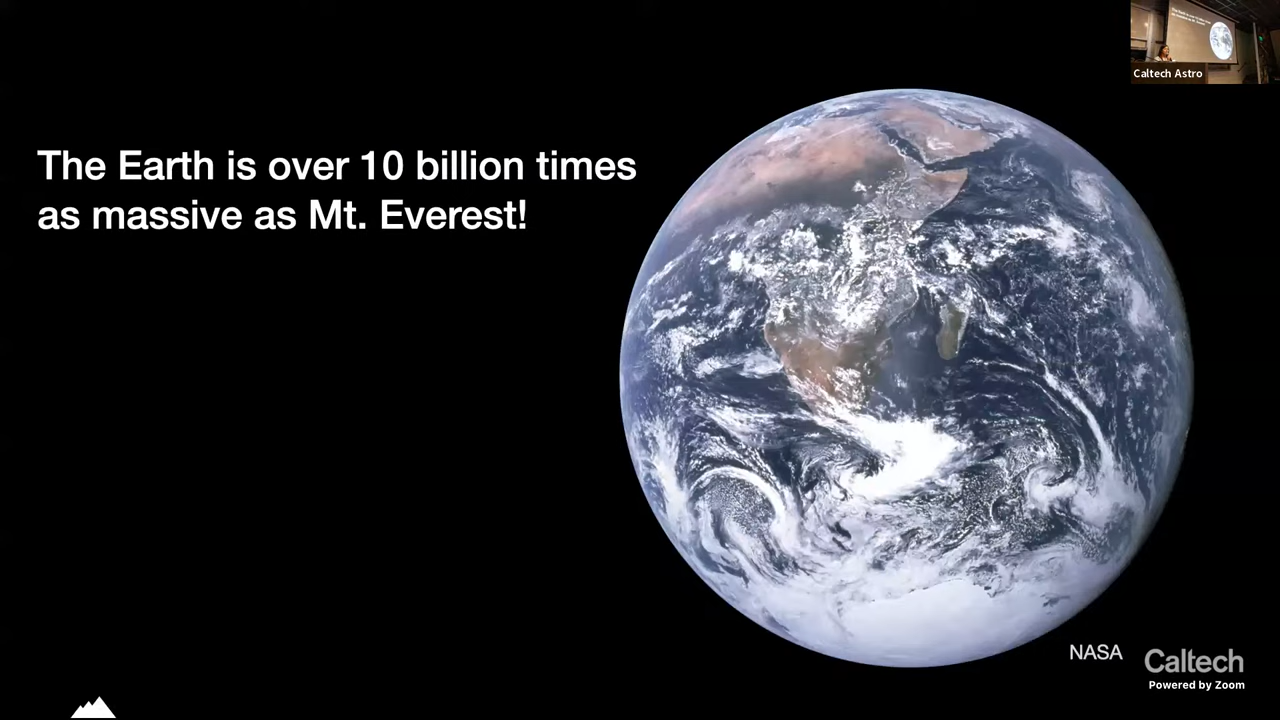 Caltech Astro
The Earth is over 10 billion times
as massive as Mt. Everest!
NASA
Caltech
Powered by Zoom